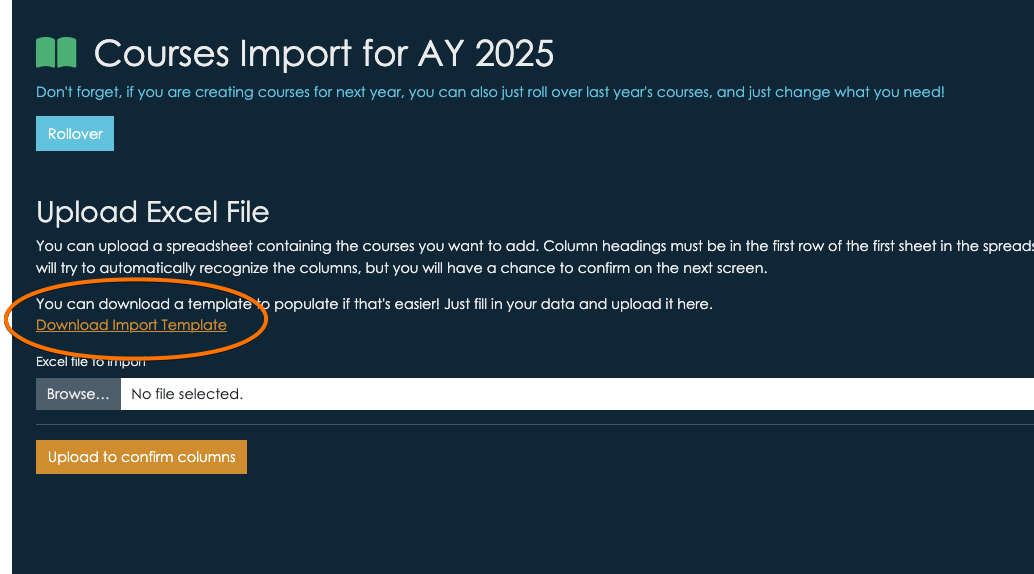 Courses Import for AY 2025
Don't forget, if you are creating courses for next year, you can also just roll over last year's courses, and just change what you need!
Rollover
Upload Excel File
You can upload a spreadsheet containing the courses you want to add. Column headings must be in the first row of the first sheet in the spreads
will try to automatically recognize the columns, but you will have a chance to confirm on the next screen.
You can download a template to populate if that's easier! Just fill in your data and upload it here.
Download Import Template
Excel file to import
Browse...
No file selected.
Upload to confirm columns